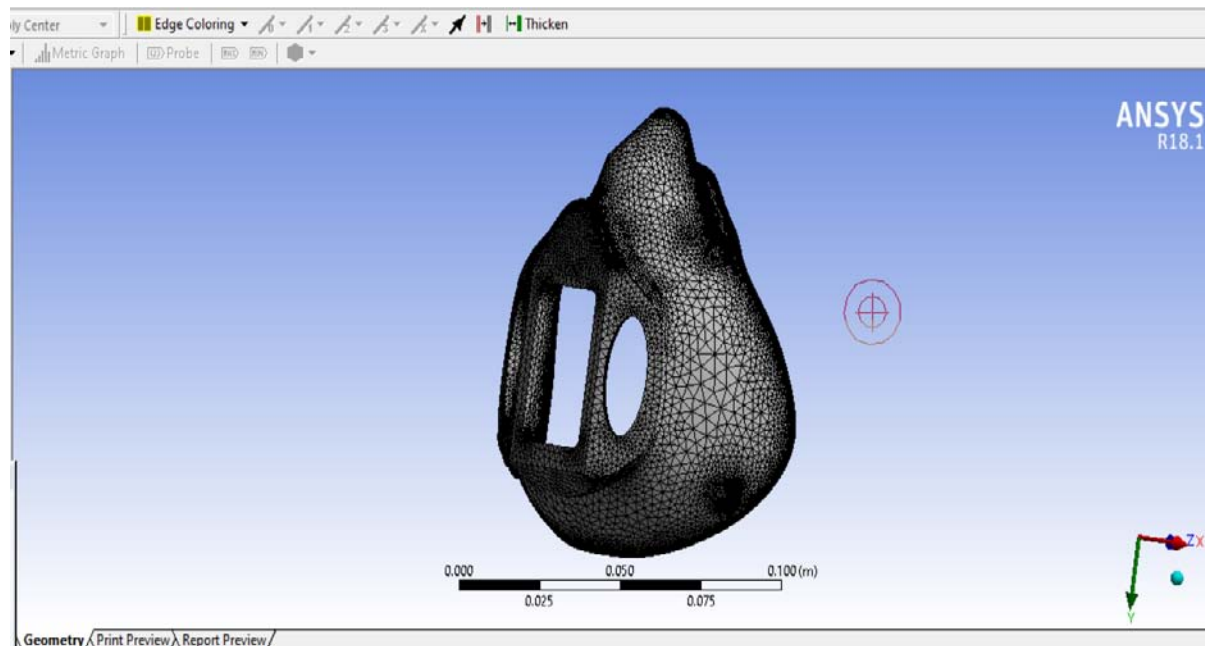 ly Center Edge Coloring Thicken
Metric Graph Probe
ANSYS
R18.1
0.000 0.050 0.100 (m)
0.025 0.075
Z X
Y
Geometry Print Preview Report Preview